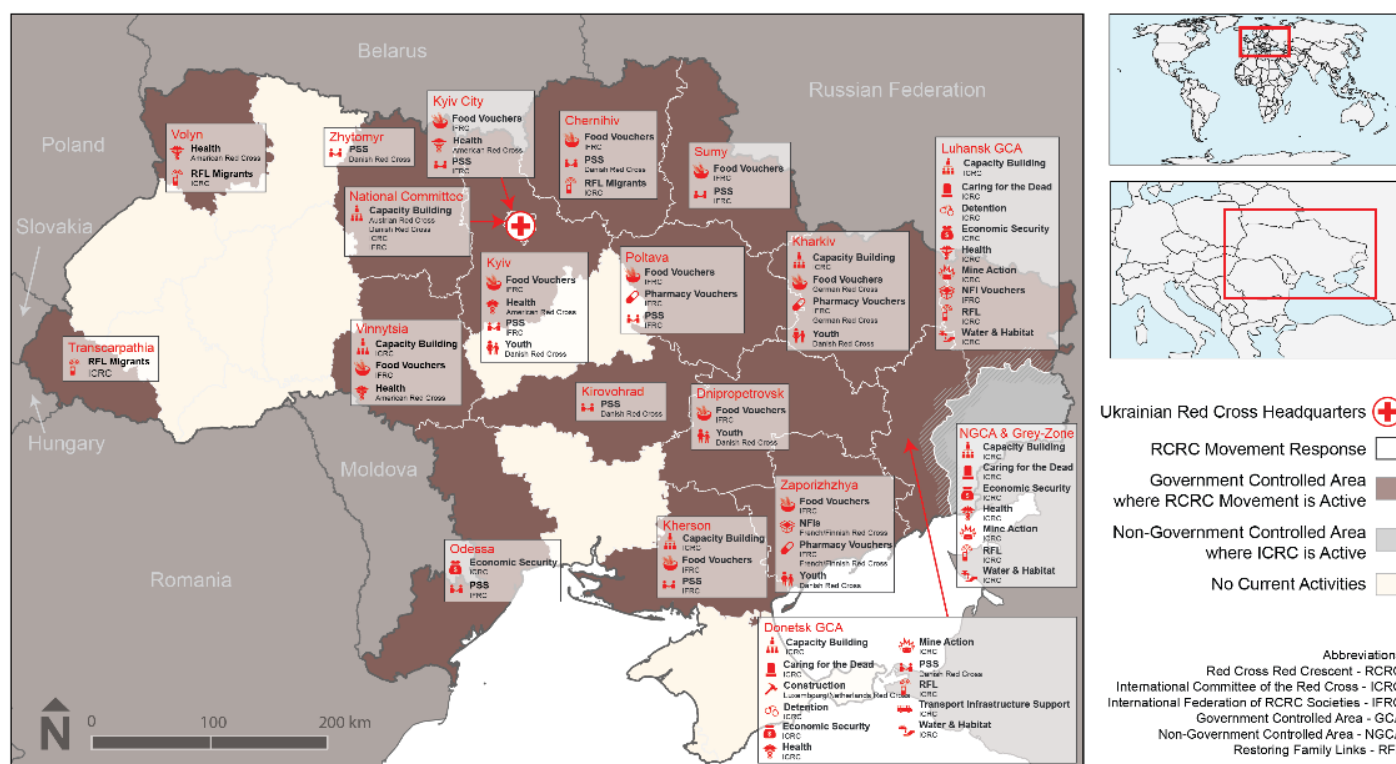 Belarus
Russian Federation
Poland
Slovakia
Hungary
Moldova
Romania
Volyn
Health
American Red Cross
RFL Migrants
ICRC
Zhytomyr
PSS
Danish Red Cross
Kyiv City
Food Vouchers
IFRC
Health
American Red Cross
PSS
IFRC
National Committee
Capacity Building
Austrian Red Cross
Danish Red Cross
ICRC
IFRC
Chernihiv
Food Vouchers
IFRC
PSS
Danish Red Cross
RFL Migrants
ICRC
Sumy
Food Vouchers
IFRC
PSS
IFRC
Luhansk GCA
Capacity Building
ICRC
Caring for the Dead
ICRC
Detention
ICRC
Economic Security
ICRC
Health
ICRC
Mine Action
ICRC
NFI Vouchers
IFRC
RFL
ICRC
Water & Habitat
ICRC
Kyiv
Food Vouchers
IFRC
Health
American Red Cross
PSS
IFRC
Youth
Danish Red Cross
Poltava
Food Vouchers
IFRC
Pharmacy Vouchers
IFRC
PSS
IFRC
Kharkiv
Capacity Building
ICRC
Food Vouchers
German Red Cross
Pharmacy Vouchers
IFRC
German Red Cross
Youth
Danish Red Cross
Transcarpathia
RFL Migrants
ICRC
Vinnytsia
Capacity Building
ICRC
Food Vouchers
IFRC
Health
American Red Cross
Kirovohrad
PSS
Danish Red Cross
Dnipropetrovsk
Food Vouchers
IFRC
Youth
Danish Red Cross
NGCA & Grey-Zone
Capacity Building
ICRC
Caring for the Dead
ICRC
Economic Security
ICRC
Health
ICRC
Mine Action
ICRC
RFL
ICRC
Water & Habitat
ICRC
Odessa
Economic Security
ICRC
PSS
IFRC
Kherson
Capacity Building
ICRC
Food Vouchers
IFRC
PSS
IFRC
Zaporizhzhya
Food Vouchers
IFRC
NFIs
French/Finnish Red Cross
Pharmacy Vouchers
IFRC
French/Finnish Red Cross
Youth
Danish Red Cross
Donetsk GCA
Capacity Building
ICRC
Caring for the Dead
ICRC
Construction
Luxembourg/Netherlands Red Cross
Detention
ICRC
Economic Security
ICRC
Health
ICRC
Mine Action
ICRC
PSS
Danish Red Cross
RFL
ICRC
Transport Infrastructure Support
ICRC
Water & Habitat
ICRC
N
0 100 200 km
Ukrainian Red Cross Headquarters
RCRC Movement Response
Government Controlled Area
where RCRC Movement is Active
Non-Government Controlled Area
where ICRC is Active
No Current Activities
Abbreviation
Red Cross Red Crescent - RCRC
International Committee of the Red Cross - ICRC
International Federation of RCRC Societies - IFRC
Government Controlled Area - GCA
Non-Government Controlled Area - NGCA
Restoring Family Links - RF